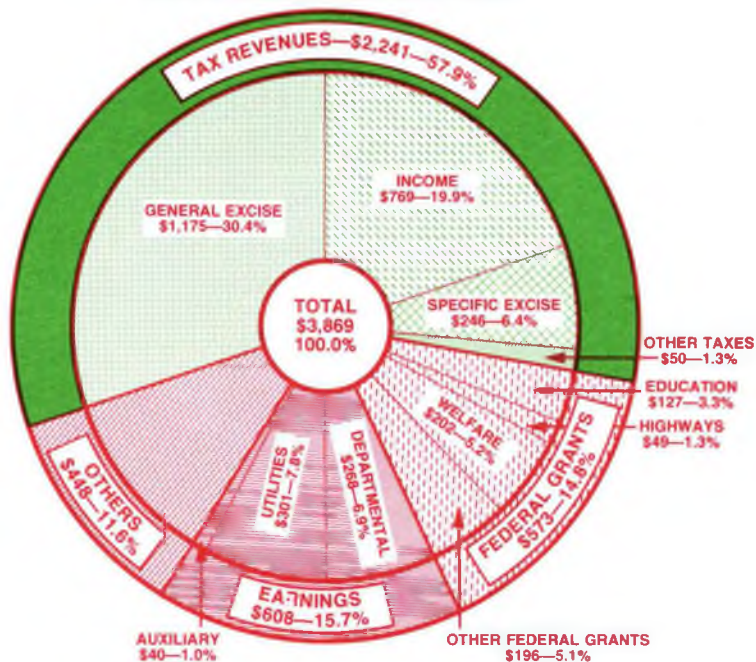 TAX REVENUES—$2,241—57.9%
INCOME
$769—19.9%
GENERAL EXCISE
$1,175—30.4%
TOTAL
$3,869
100.0%
SPECIFIC EXCISE
$246—6.4%
OTHER TAXES
$50—1.3%
EDUCATION
$127—3.3%
HIGHWAYS
$49—1.3%
WELFARE
$202—5.2%
FEDERAL GRANTS
$573—14.8%
DEPARTMENTAL
$268—6.9%
UTILITIES
$301—7.8%
OTHERS
$448—11.6%
EARNINGS
$608—15.7%
AUXILIARY
$40—1.0%
OTHER FEDERAL GRANTS
$196—5.1%